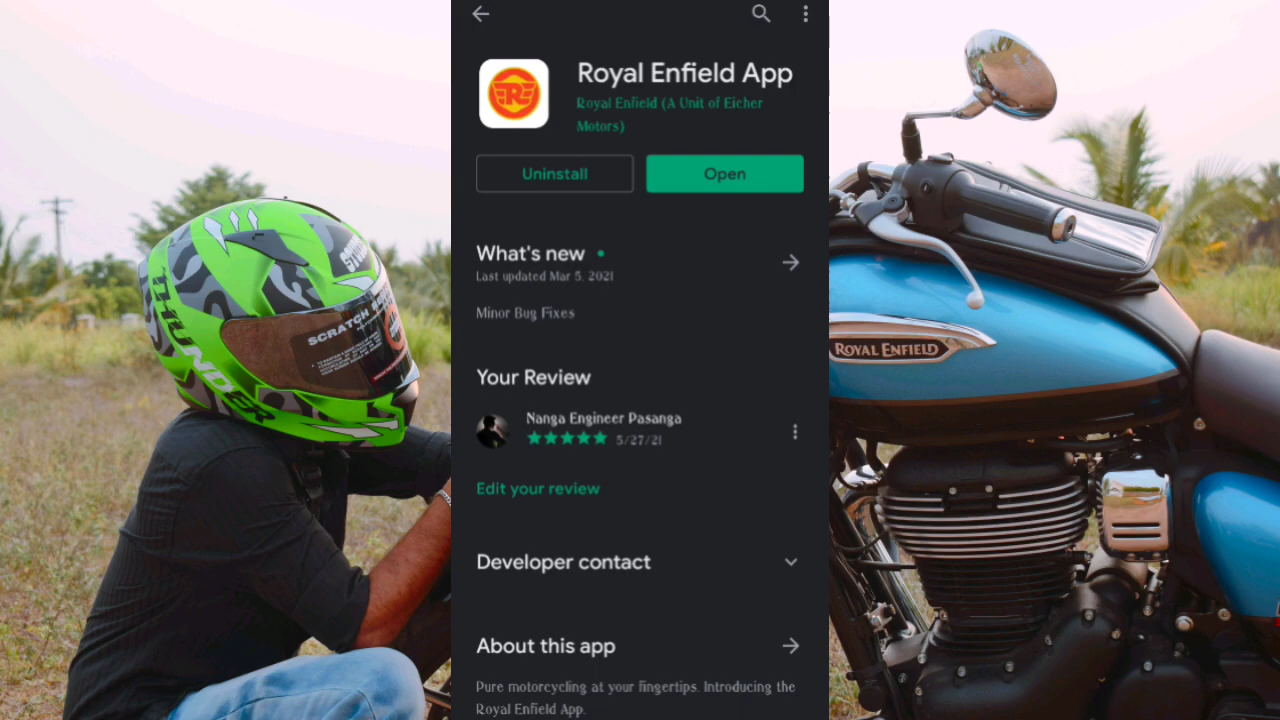 THUNDER
STUDDS
SCRATCH
Royal Enfield App
Royal Enfield (A Unit of Eicher
Motors)
Uninstall
Open
What's new
Last updated Mar 5, 2021
Minor Bug Fixes
Your Review
Nanga Engineer Pasanga
5/27/21
Edit your review
Developer contact
About this app
Pure motorcycling at your fingertips. Introducing the
Royal Enfield App.
ROYAL ENFIELD